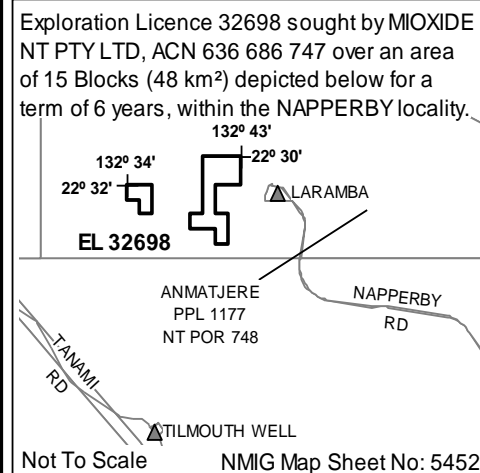 Exploration Licence 32698 sought by MIOXIDE
NT PTY LTD, ACN 636 686 747 over an area
of 15 Blocks (48 km²) depicted below for a
term of 6 years, within the NAPPERBY locality.
132º 43'
132º 34'
22º 30'
22º 32'
LARAMBA
EL 32698
ANMATJERE
PPL 1177
NT POR 748
NAPPERBY
RD
TANAMI
RD
TILMOUTH WELL
Not To Scale
NMIG Map Sheet No: 5452